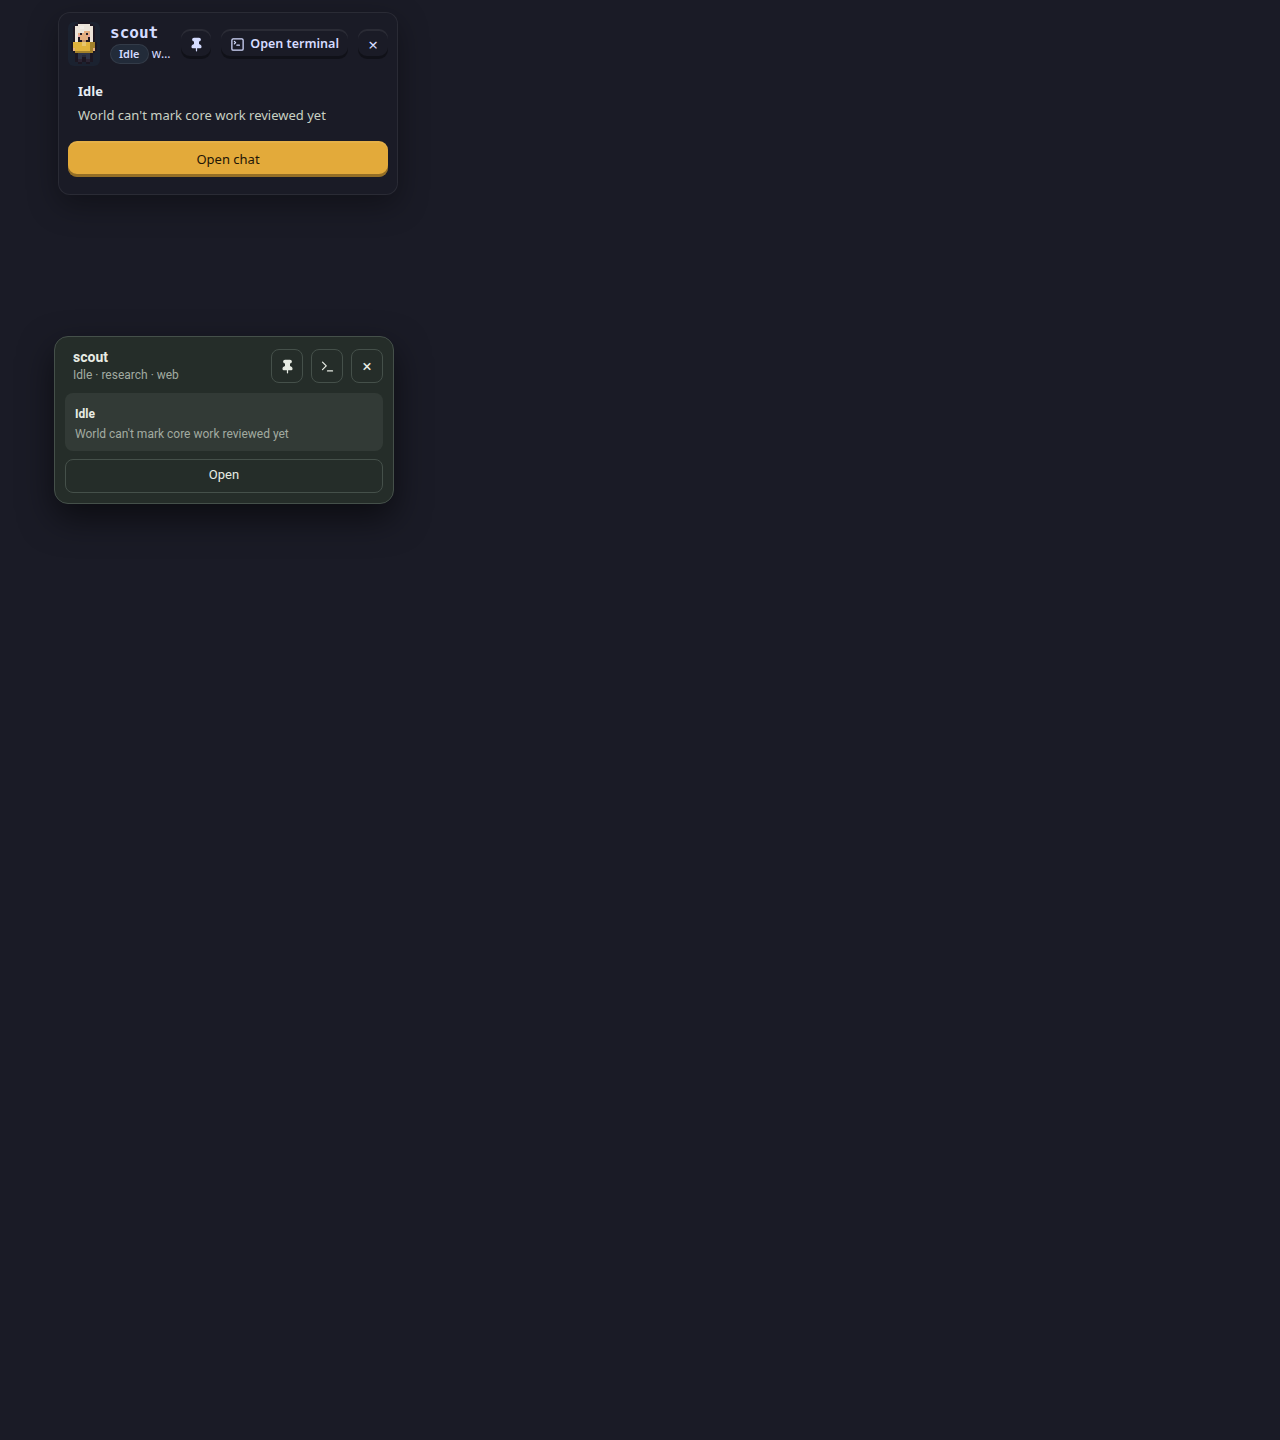 scout
Idle w...
Open terminal
×
Idle
World can't mark core work reviewed yet
Open chat
scout
Idle · research · web
×
Idle
World can't mark core work reviewed yet
Open